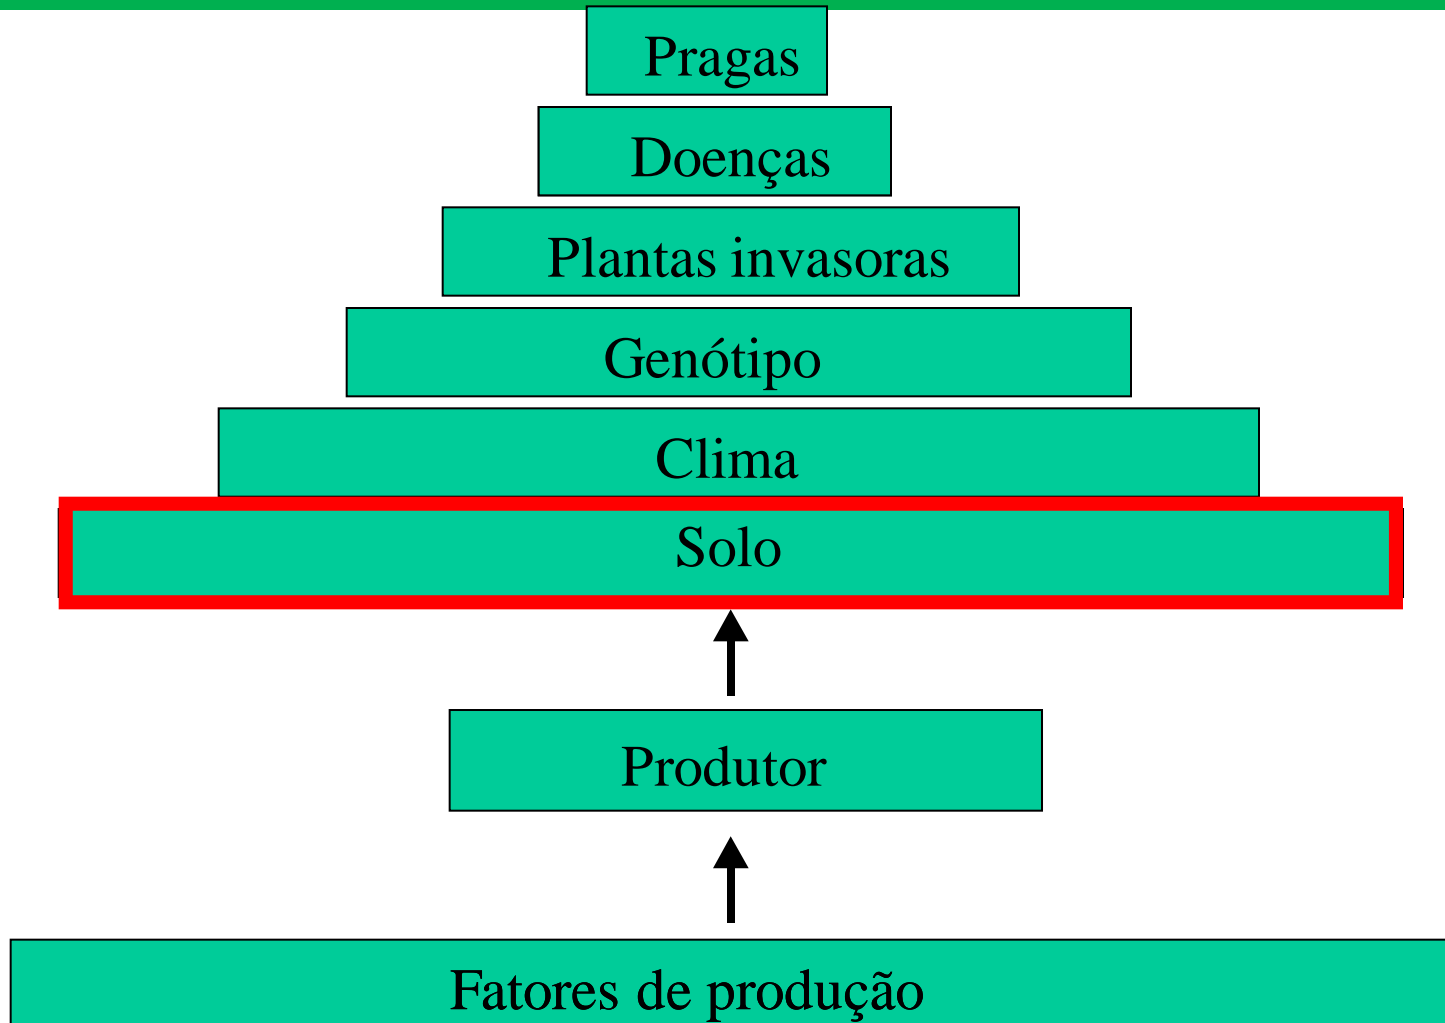 Pragas
Doenças
Plantas invasoras
Genótipo
Clima
Solo
Produtor
Fatores de produção